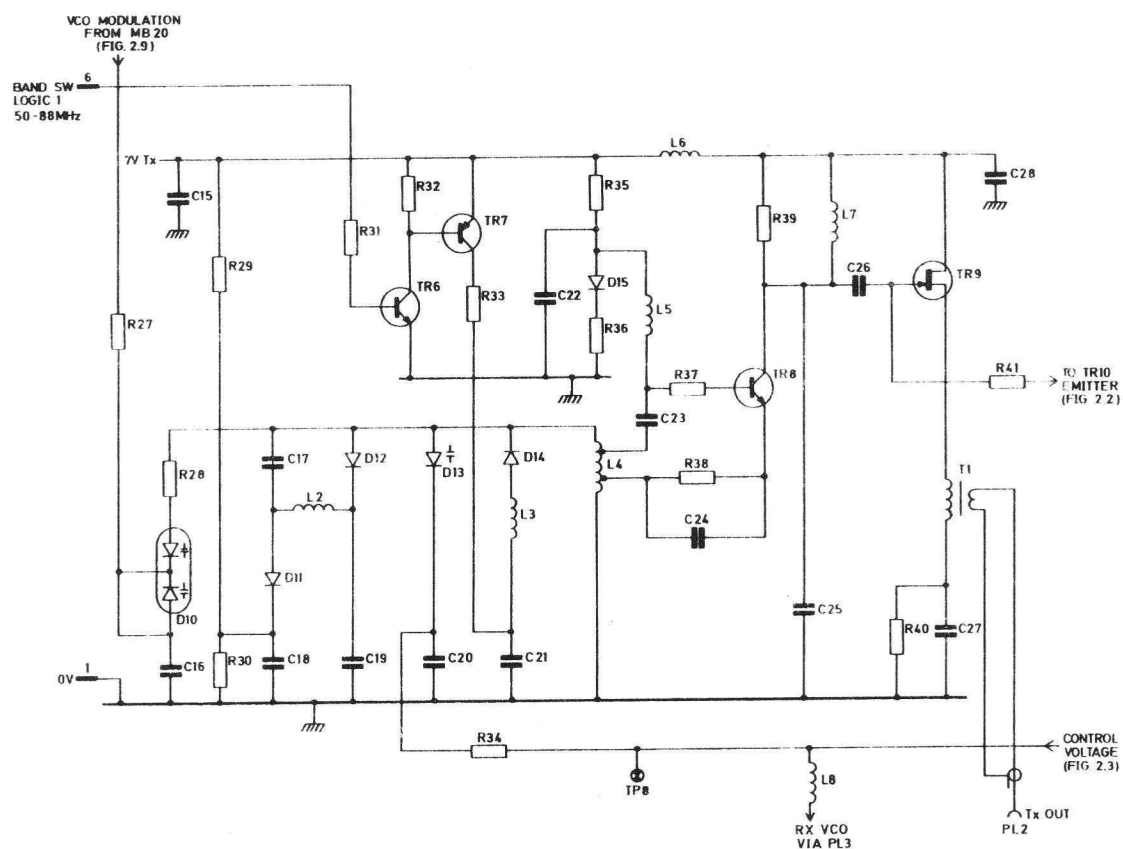 VCO MODULATION
FROM MB20
(FIG. 2.9)
BAND SW
LOGIC 1
50-88MHz
6
7V Tx
L6
C15
R32
TR7
R35
R39
L7
C28
R31
R29
TR6
R33
C22
D15
L5
C26
TR9
R27
R36
R37
TR8
R41
TO TR10
EMITTER
(FIG 2.2)
C23
R28
C17
D12
D13
D14
L4
R38
T1
L2
L3
C24
D11
D10
C25
R40
C27
C16
R30
C18
C19
C20
C21
0V
1
R34
CONTROL
VOLTAGE
(FIG. 2.3)
TP8
L8
RX VCO
VIA PL3
Tx OUT
PL2